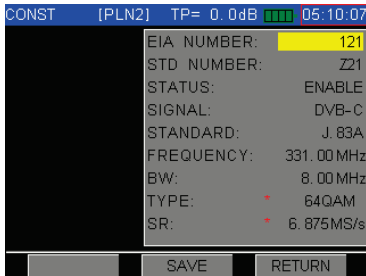 CONST [PLN2] TP= 0.0dB 05:10:07
EIA NUMBER: 121
STD NUMBER: Z21
STATUS: ENABLE
SIGNAL: DVB-C
STANDARD: J.83A
FREQUENCY: 331.00MHz
BW: 8.00MHz
TYPE: * 64QAM
SR: * 6.875MS/s
SAVE RETURN